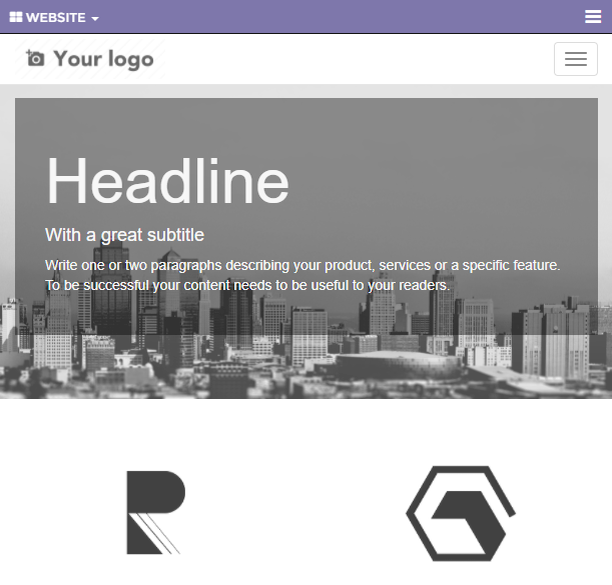 WEBSITE
Your logo
Headline
With a great subtitle
Write one or two paragraphs describing your product, services or a specific feature.
To be successful your content needs to be useful to your readers.
R